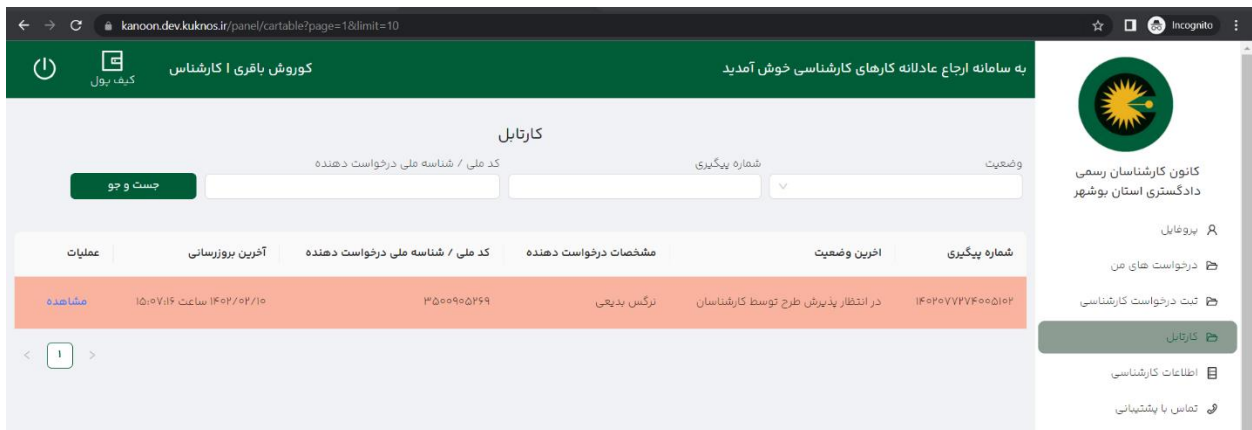 kanoon.dev.kuknos.ir/panel/cartable?page=1&limit=10
Incognito
به سامانه ارجاع عادلانه کارهای کارشناسی خوش آمدید
کوروش باقری | کارشناس
کیف پول
کانون کارشناسان رسمی
دادگستری استان بوشهر
پروفایل
درخواست های من
ثبت درخواست کارشناسی
کارتابل
اطلاعات کارشناسی
تماس با پشتیبانی
کارتابل
وضعیت
شماره پیگیری
کد ملی / شناسه ملی درخواست دهنده
جست و جو
شماره پیگیری اخرین وضعیت مشخصات درخواست دهنده کد ملی / شناسه ملی درخواست دهنده آخرین بروزرسانی عملیات
۱۴۰۲۰۷۷۲۷۴۰۰۵۱۰۲ در انتظار پذیرش طرح توسط کارشناسان نرگس بدیعی ۳۵۰۰۹۰۵۲۶۹ ۱۴۰۲/۰۲/۱۰ ساعت ۱۵:۰۷:۱۶ مشاهده
۱